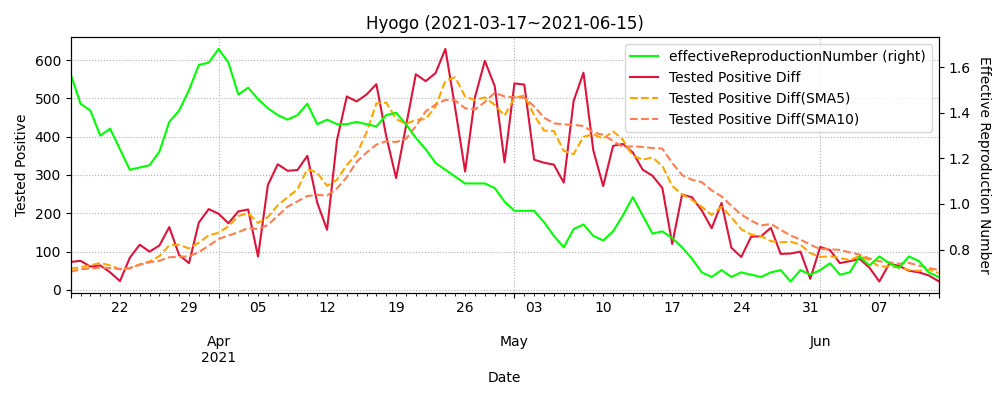 Hyogo (2021-03-17~2021-06-15)
effectiveReproductionNumber (right)
Tested Positive Diff
Tested Positive Diff(SMA5)
Tested Positive Diff(SMA10)
Tested Positive
600
500
400
300
200
100
0
1.6
1.4
1.2
1.0
0.8
Effective Reproduction Number
22 29 05 12 19 26 03 10 17 24 31 07
Apr May Jun
2021
Date